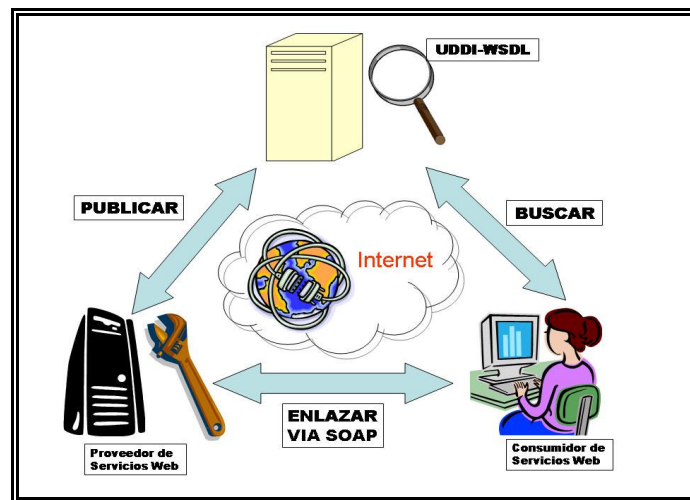 UDDI-WSDL
PUBLICAR
BUSCAR
Internet
ENLAZAR
VIA SOAP
Proveedor de
Servicios Web
Consumidor de
Servicios Web